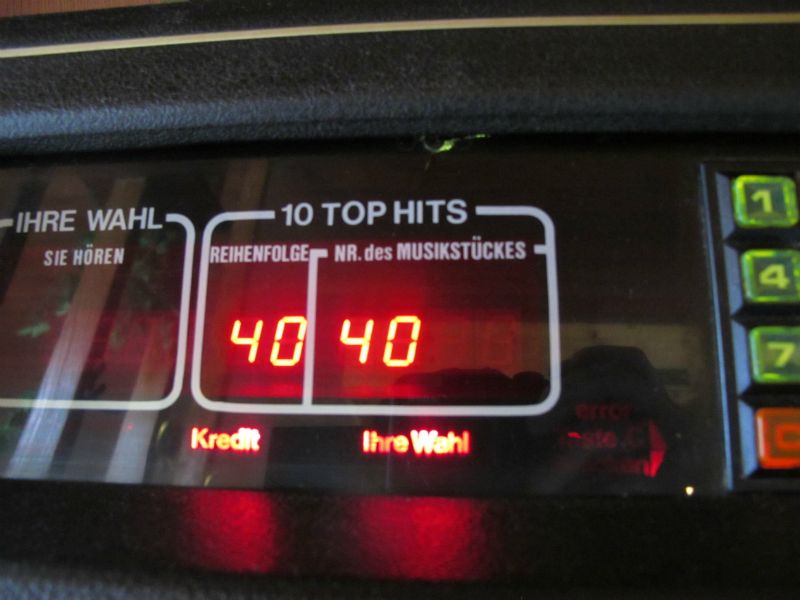 IHRE WAHL
SIE HÖREN
10 TOP HITS
REIHENFOLGE
NR. des MUSIKSTÜCKES
40 40
Kredit
Ihre Wahl
error
1
4
7
C